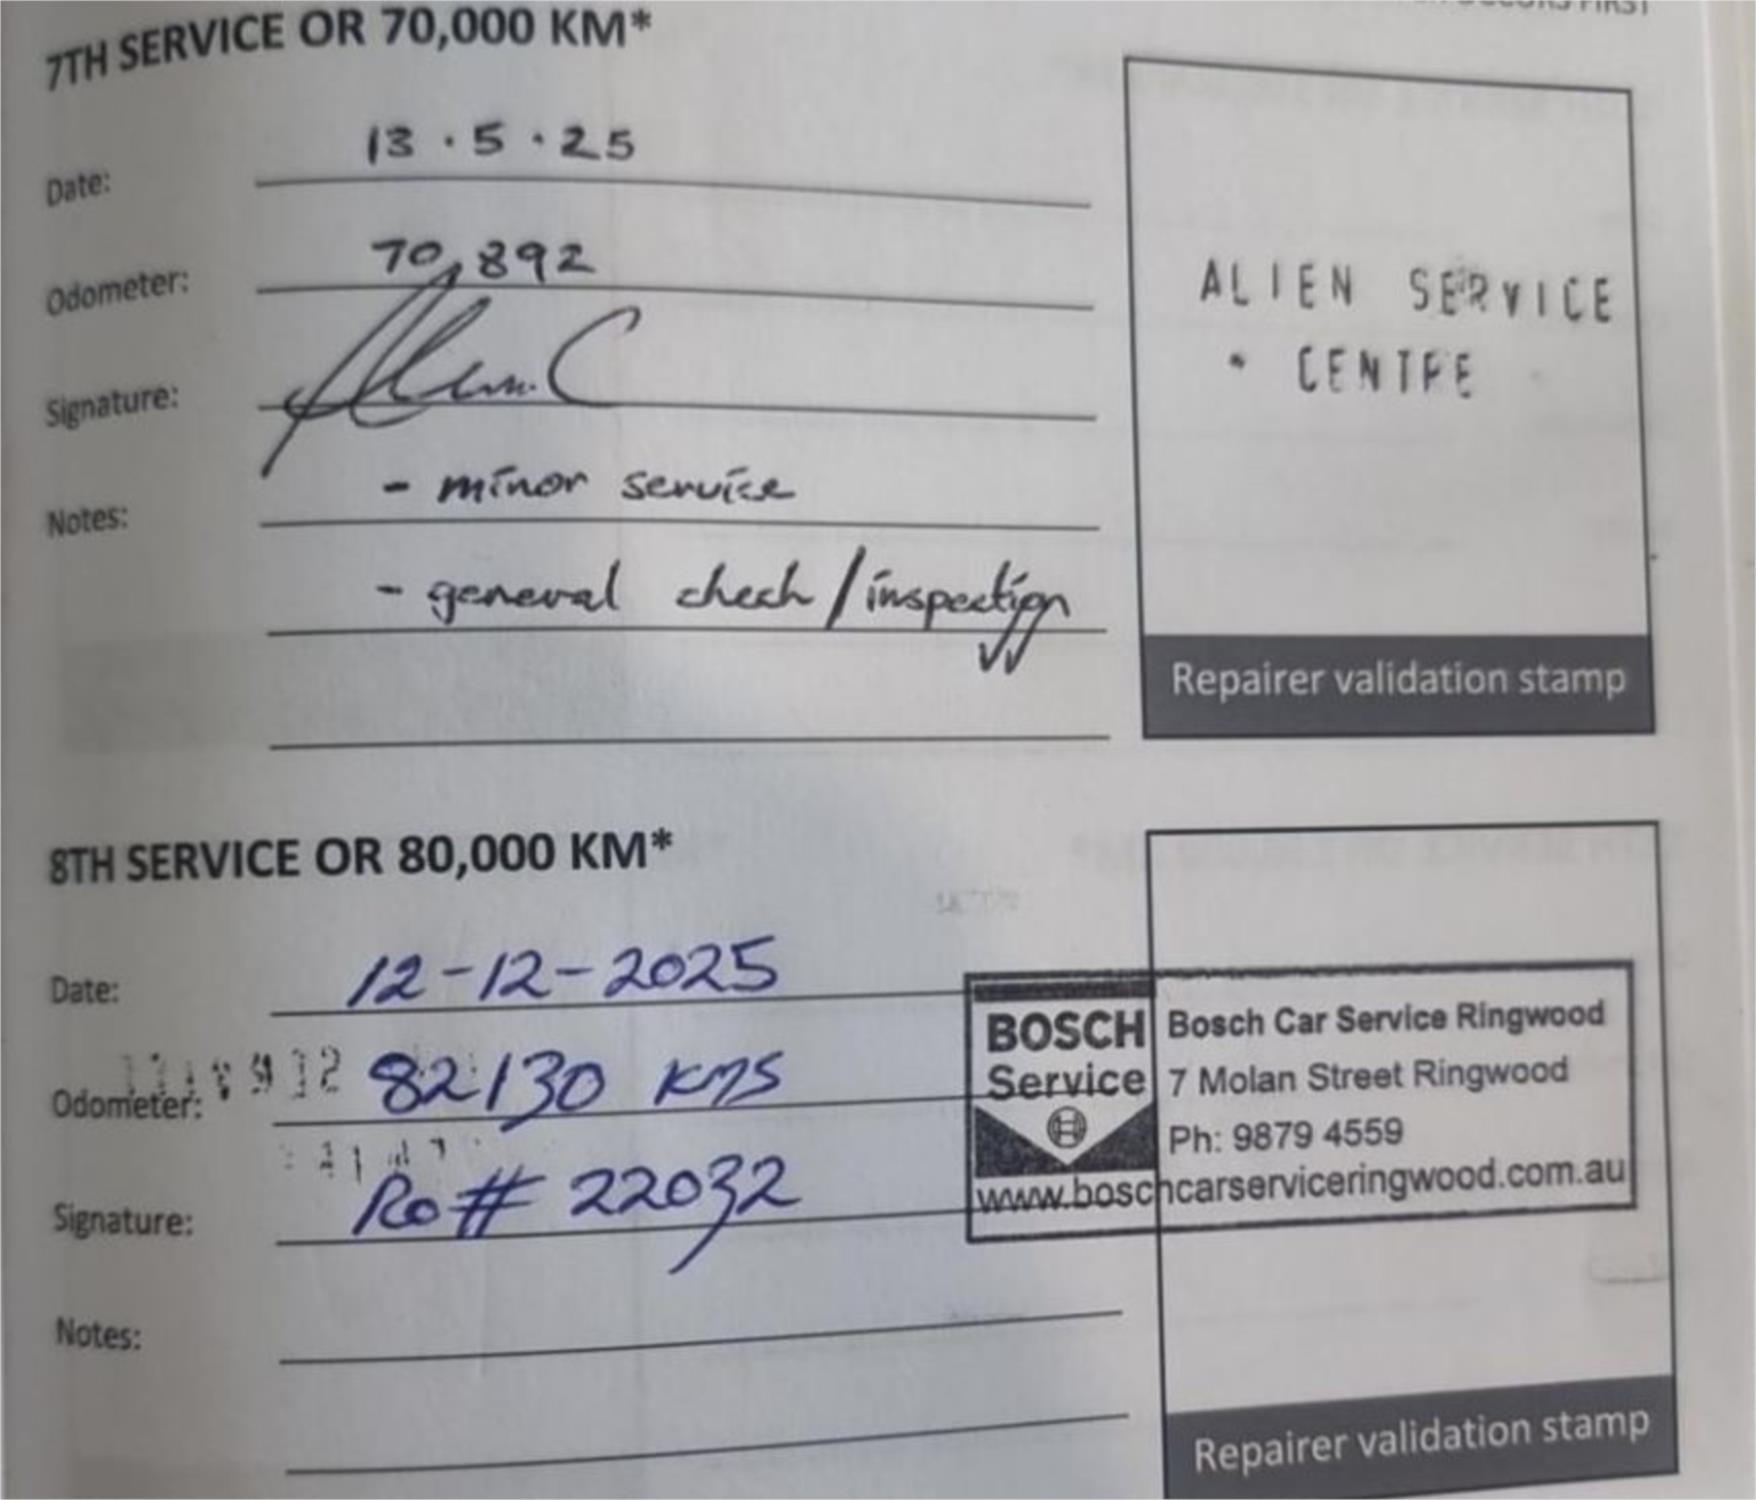 OCCURS FIRST
7TH SERVICE OR 70,000 KM*
Date: 13.5.25
Odometer: 70,892
Signature:
Notes: - minor service
- general check/inspection
ALIEN SERVICE
CENTRE
Repairer validation stamp
8TH SERVICE OR 80,000 KM*
Date: 12-12-2025
Odometer: 82130 KMS
Signature: Ro# 22032
Notes:
BOSCH
Service
Bosch Car Service Ringwood
7 Molan Street Ringwood
Ph: 9879 4559
www.boschcarserviceringwood.com.au
Repairer validation stamp